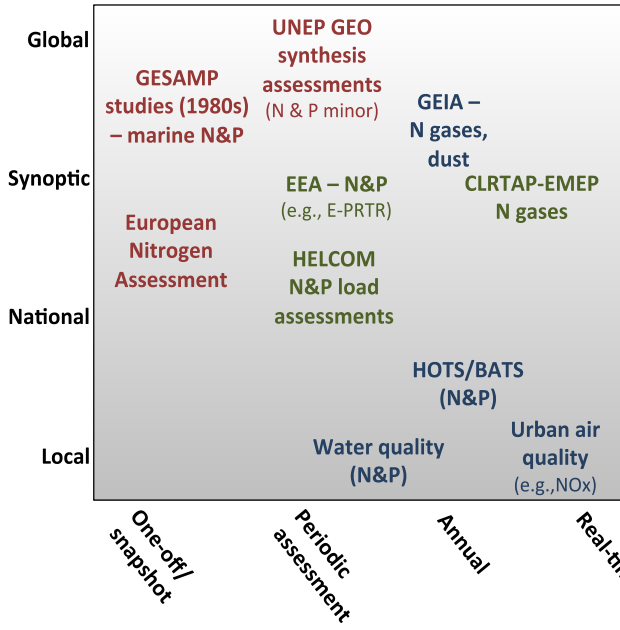 Global
UNEP GEO
synthesis
assessments
(N & P minor)
GESAMP
studies (1980s)
– marine N&P
GEIA –
N gases,
dust
Synoptic
EEA – N&P
(e.g., E-PRTR)
CLRTAP-EMEP
N gases
European
Nitrogen
Assessment
HELCOM
N&P load
assessments
National
HOTS/BATS
(N&P)
Urban air
quality
(e.g.,NOx)
Water quality
(N&P)
Local
One-off/
snapshot
Periodic
assessment
Annual
Real-tim